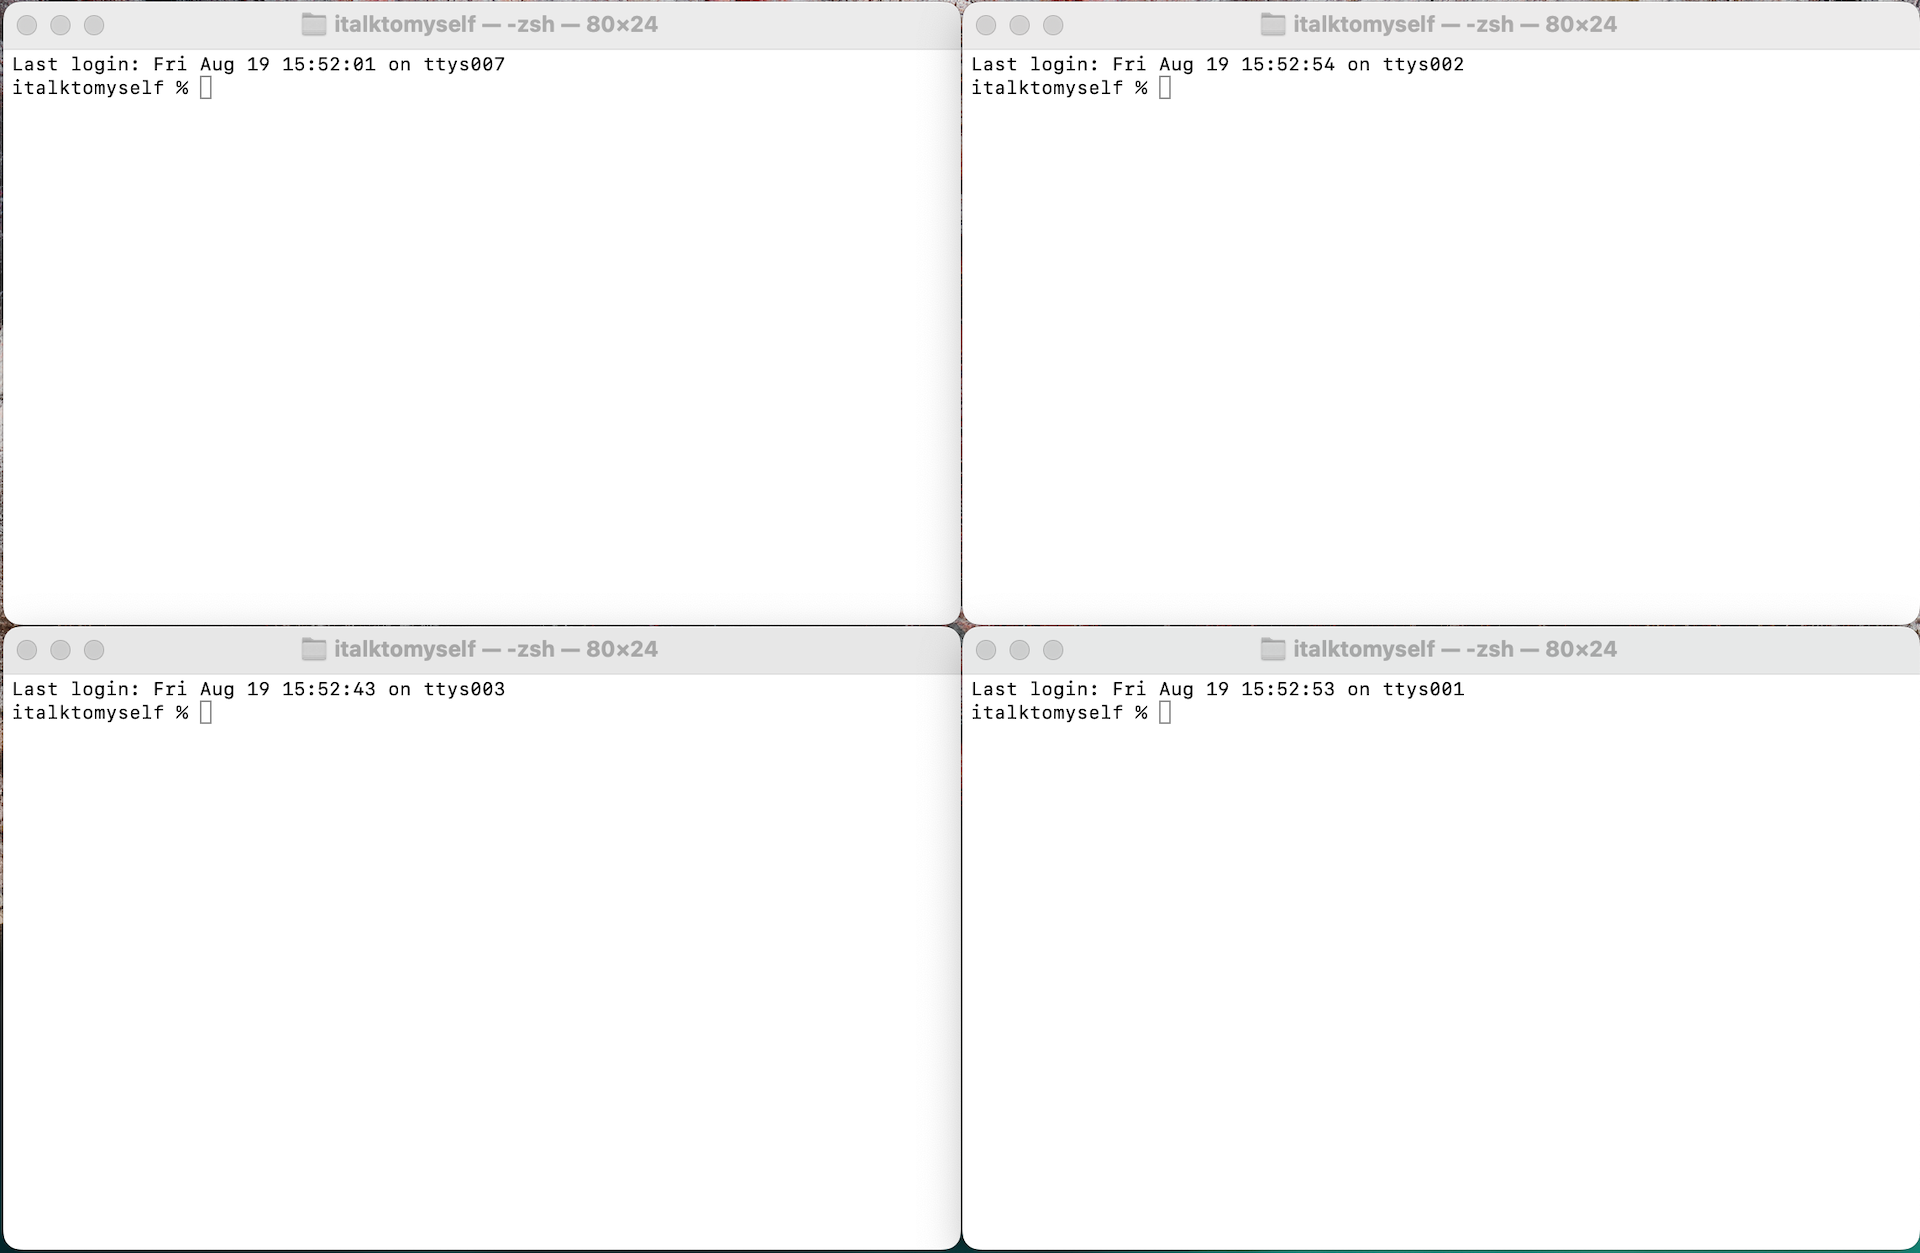 italktomyself — -zsh — 80×24
Last login: Fri Aug 19 15:52:01 on ttys007
italktomyself %
italktomyself — -zsh — 80×24
Last login: Fri Aug 19 15:52:54 on ttys002
italktomyself %
italktomyself — -zsh — 80×24
Last login: Fri Aug 19 15:52:43 on ttys003
italktomyself %
italktomyself — -zsh — 80×24
Last login: Fri Aug 19 15:52:53 on ttys001
italktomyself %